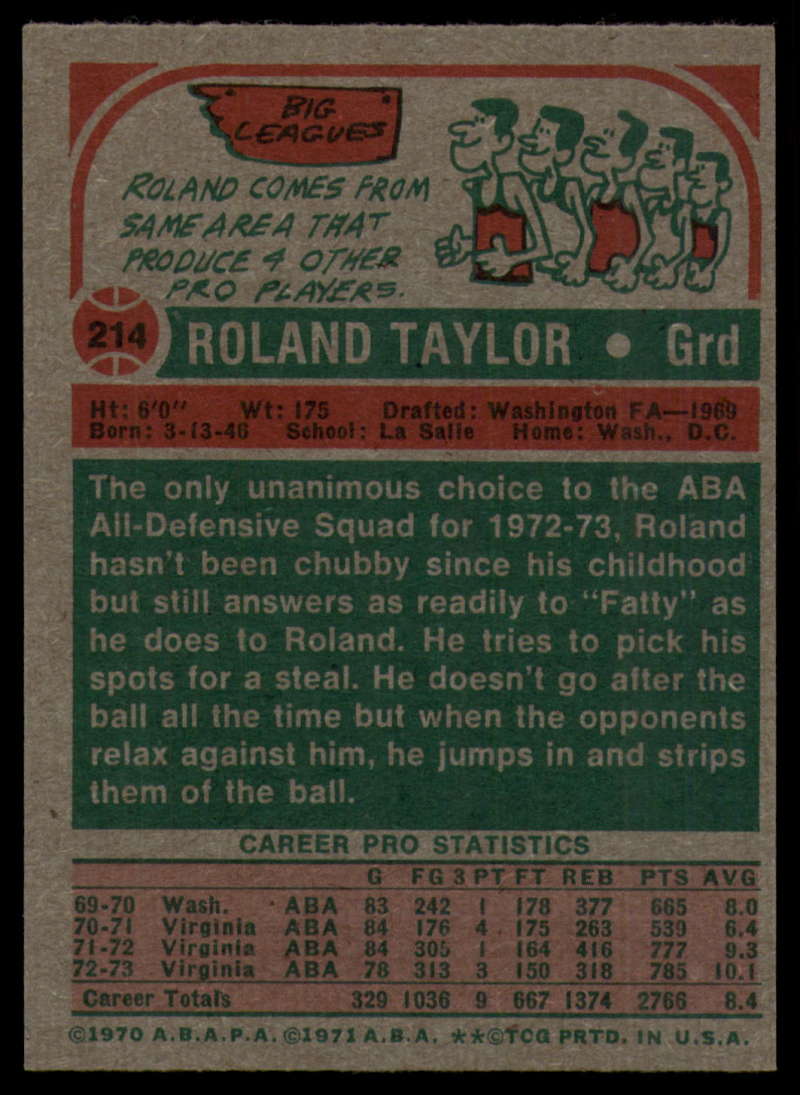 BIG
LEAGUES
ROLAND COMES FROM
SAME AREA THAT
PRODUCE 4 OTHER
PRO PLAYERS.
214 ROLAND TAYLOR • Grd
Ht: 6'0" Wt: 175 Drafted: Washington FA—1969
Born: 3-13-46 School: La Salle Home: Wash., D.C.
The only unanimous choice to the ABA
All-Defensive Squad for 1972-73, Roland
hasn't been chubby since his childhood
but still answers as readily to "Fatty" as
he does to Roland. He tries to pick his
spots for a steal. He doesn't go after the
ball all the time but when the opponents
relax against him, he jumps in and strips
them of the ball.
CAREER PRO STATISTICS
G FG 3PT FT REB PTS AVG
69-70 Wash. ABA 83 242 1 178 377 665 8.0
70-71 Virginia ABA 84 176 4 175 263 539 6.4
71-72 Virginia ABA 84 305 1 164 416 777 9.3
72-73 Virginia ABA 78 313 3 150 318 785 10.1
Career Totals 329 1036 9 667 1374 2766 8.4
©1970 A.B.A.P.A. ©1971 A.B.A. **©TCG PRTD. IN U.S.A.